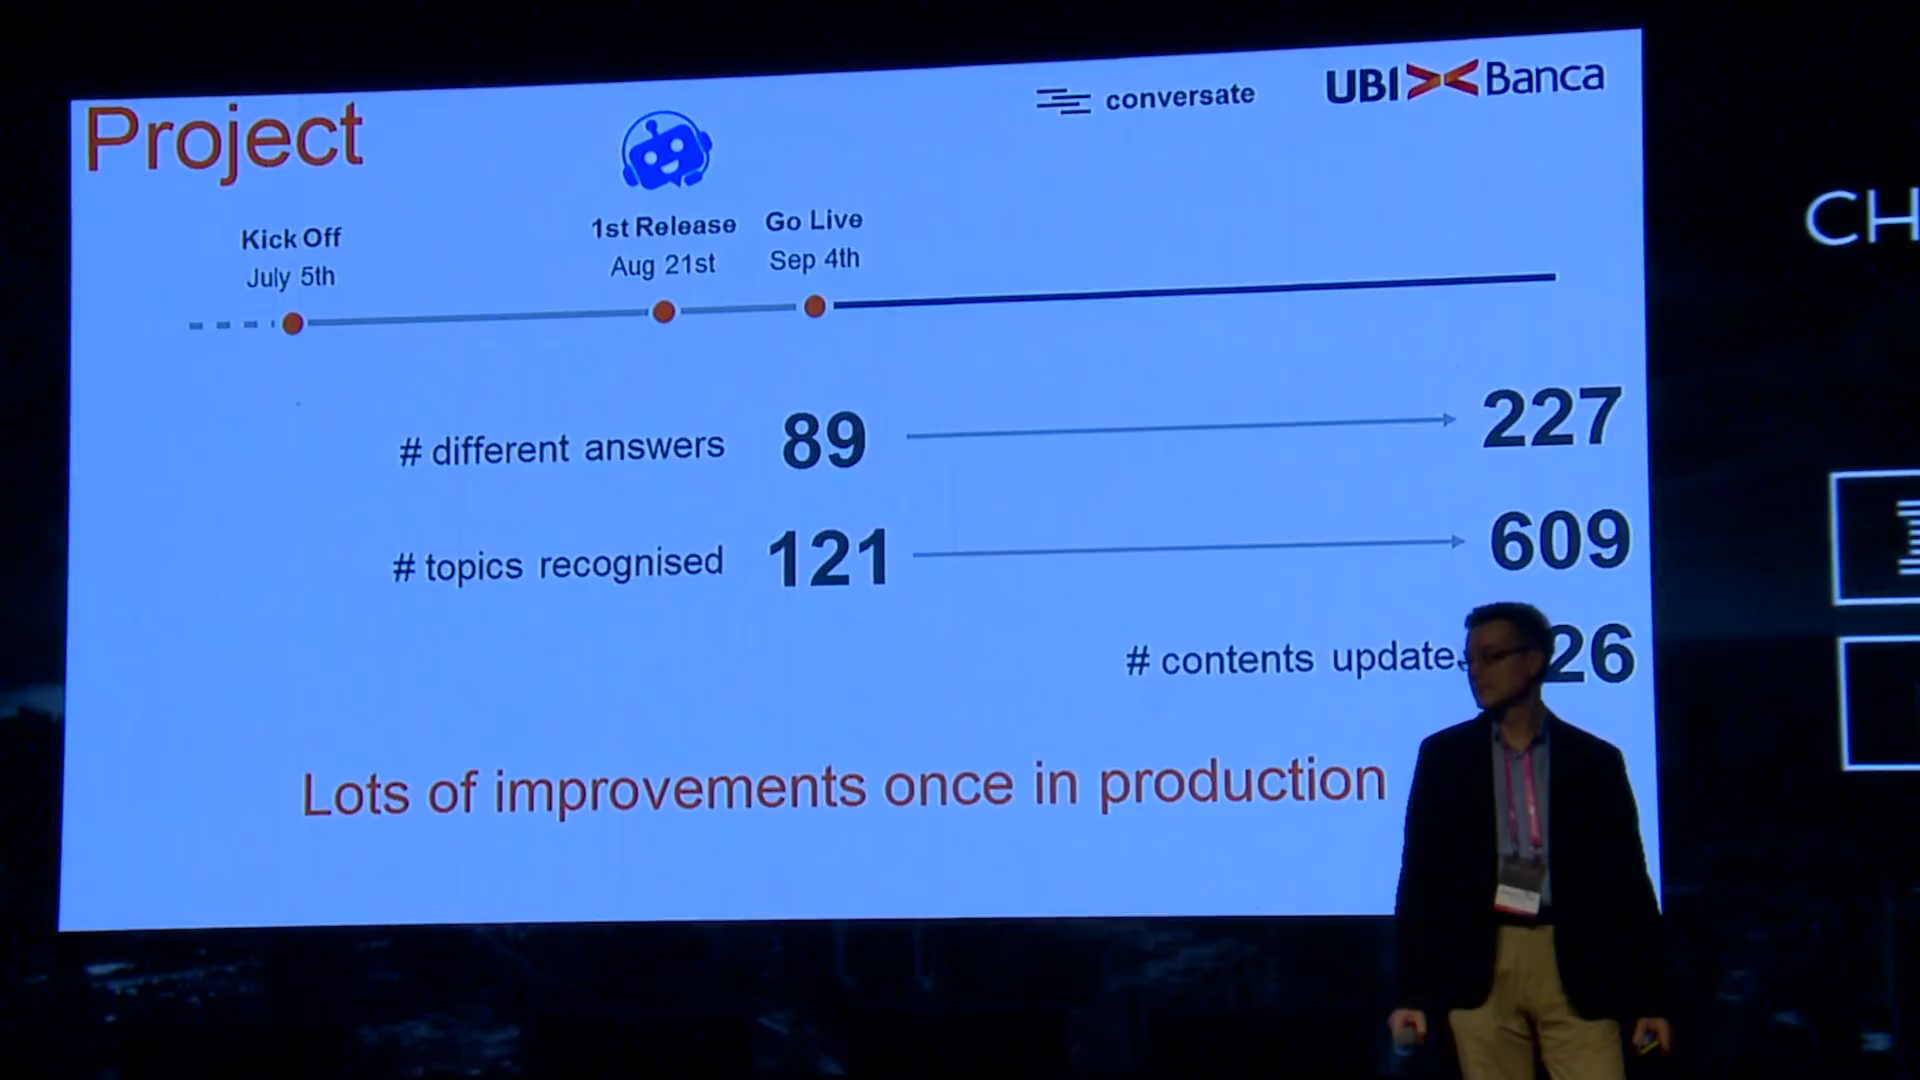 Project
conversate
UBI Banca
Kick Off
July 5th
1st Release
Aug 21st
Go Live
Sep 4th
# different answers 89 227
# topics recognised 121 609
# contents 26
Lots of improvements once in production
CH